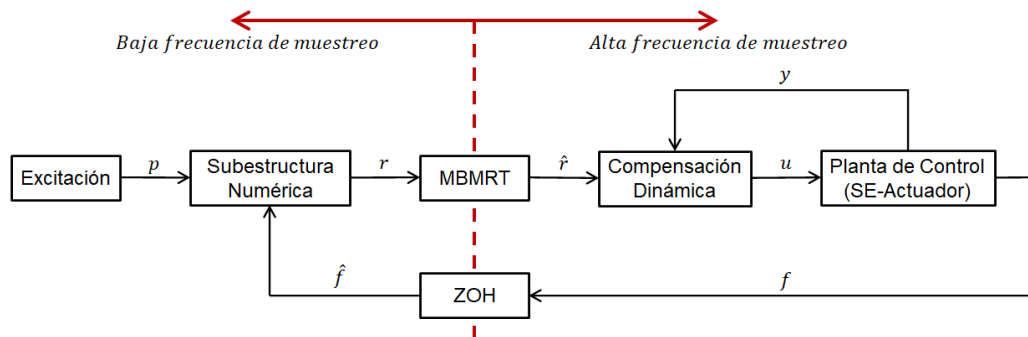 Baja frecuencia de muestreo
Alta frecuencia de muestreo
y
Excitación
p
Subestructura
Numérica
r
MBMRT
r̂
Compensación
Dinámica
u
Planta de Control
(SE-Actuador)
f̂
ZOH
f